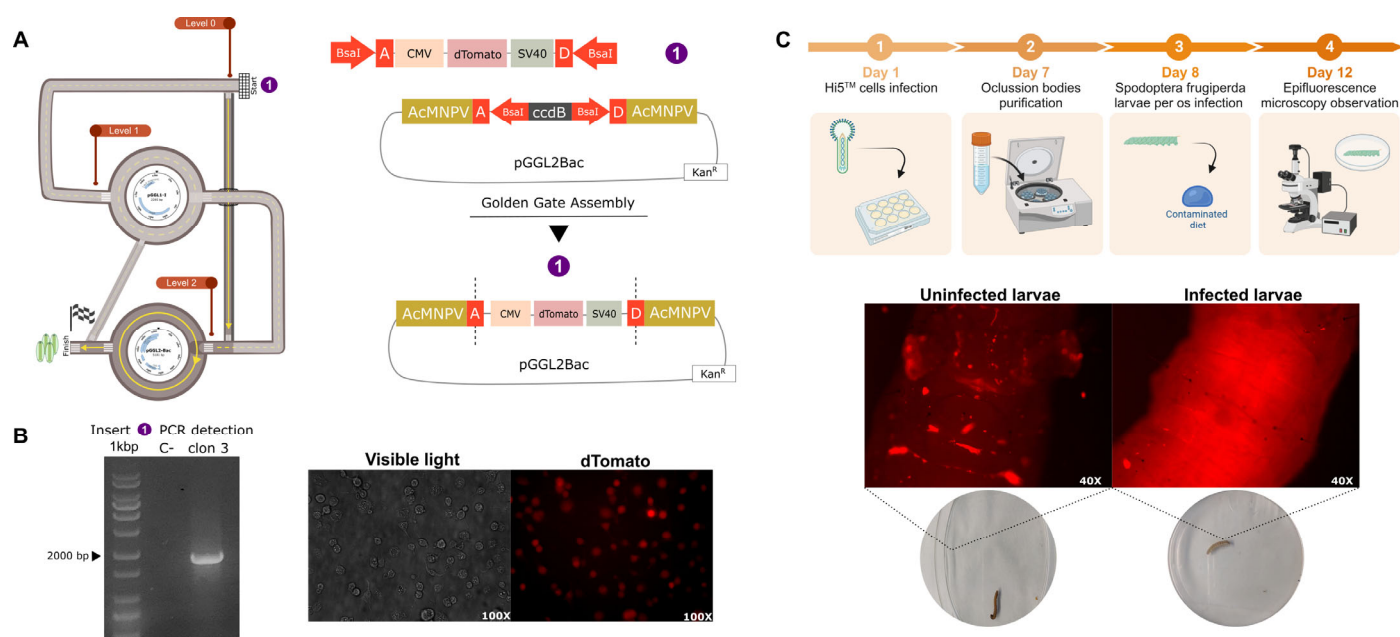 A
Level 0
Start
1
Level 1
pGGL1-1
Level 2
Finish
pGGL2-Bac
BsaI
A
CMV
dTomato
SV40
D
BsaI
1
AcMNPV
A
BsaI
ccdB
BsaI
D
AcMNPV
pGGL2Bac
Kan^R
Golden Gate Assembly
1
AcMNPV
A
CMV
dTomato
SV40
D
AcMNPV
pGGL2Bac
Kan^R
B
Insert 1 PCR detection
1kbp C- clon 3
2000 bp
Visible light
dTomato
100X
100X
C
1
2
3
4
Day 1
Day 7
Day 8
Day 12
Hi5™ cells infection
Oclussion bodies
purification
Spodoptera frugiperda
larvae per os infection
Epifluorescence
microscopy observation
Contaminated
diet
Uninfected larvae
Infected larvae
40X
40X